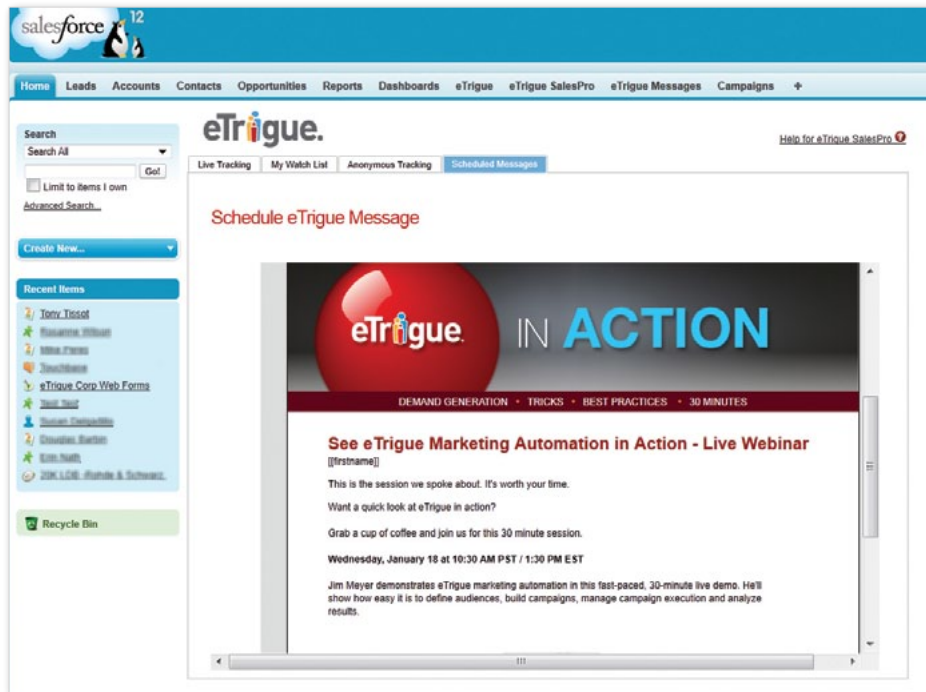 salesforce
12
Home Leads Accounts Contacts Opportunities Reports Dashboards eTrigue eTrigue SalesPro eTrigue Messages Campaigns +
Search
Search All
Go!
Limit to items I own
Advanced Search...
Create New...
Recent Items
Tony Tissot
eTrigue Corp Web Forms
Test Test
Recycle Bin
eTriigue.
Help for eTrigue SalesPro
Live Tracking My Watch List Anonymous Tracking Scheduled Messages
Schedule eTrigue Message
eTriigue. IN ACTION
DEMAND GENERATION • TRICKS • BEST PRACTICES • 30 MINUTES
See eTrigue Marketing Automation in Action - Live Webinar
[[firstname]]
This is the session we spoke about. It's worth your time.
Want a quick look at eTrigue in action?
Grab a cup of coffee and join us for this 30 minute session.
Wednesday, January 18 at 10:30 AM PST / 1:30 PM EST
Jim Meyer demonstrates eTrigue marketing automation in this fast-paced, 30-minute live demo. He'll
show how easy it is to define audiences, build campaigns, manage campaign execution and analyze
results.